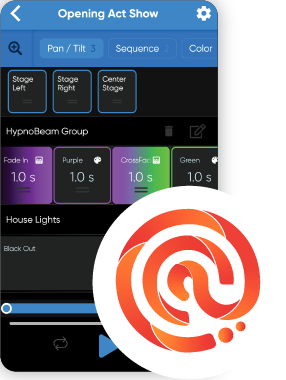 Opening Act Show
Pan / Tilt 3
Sequence
Color
Stage Left
Stage Right
Center Stage
HypnoBeam Group
Fade In
Purple
CrossFad
Green
1.0 s
1.0 s
1.0 s
1.0 s
House Lights
Black Out